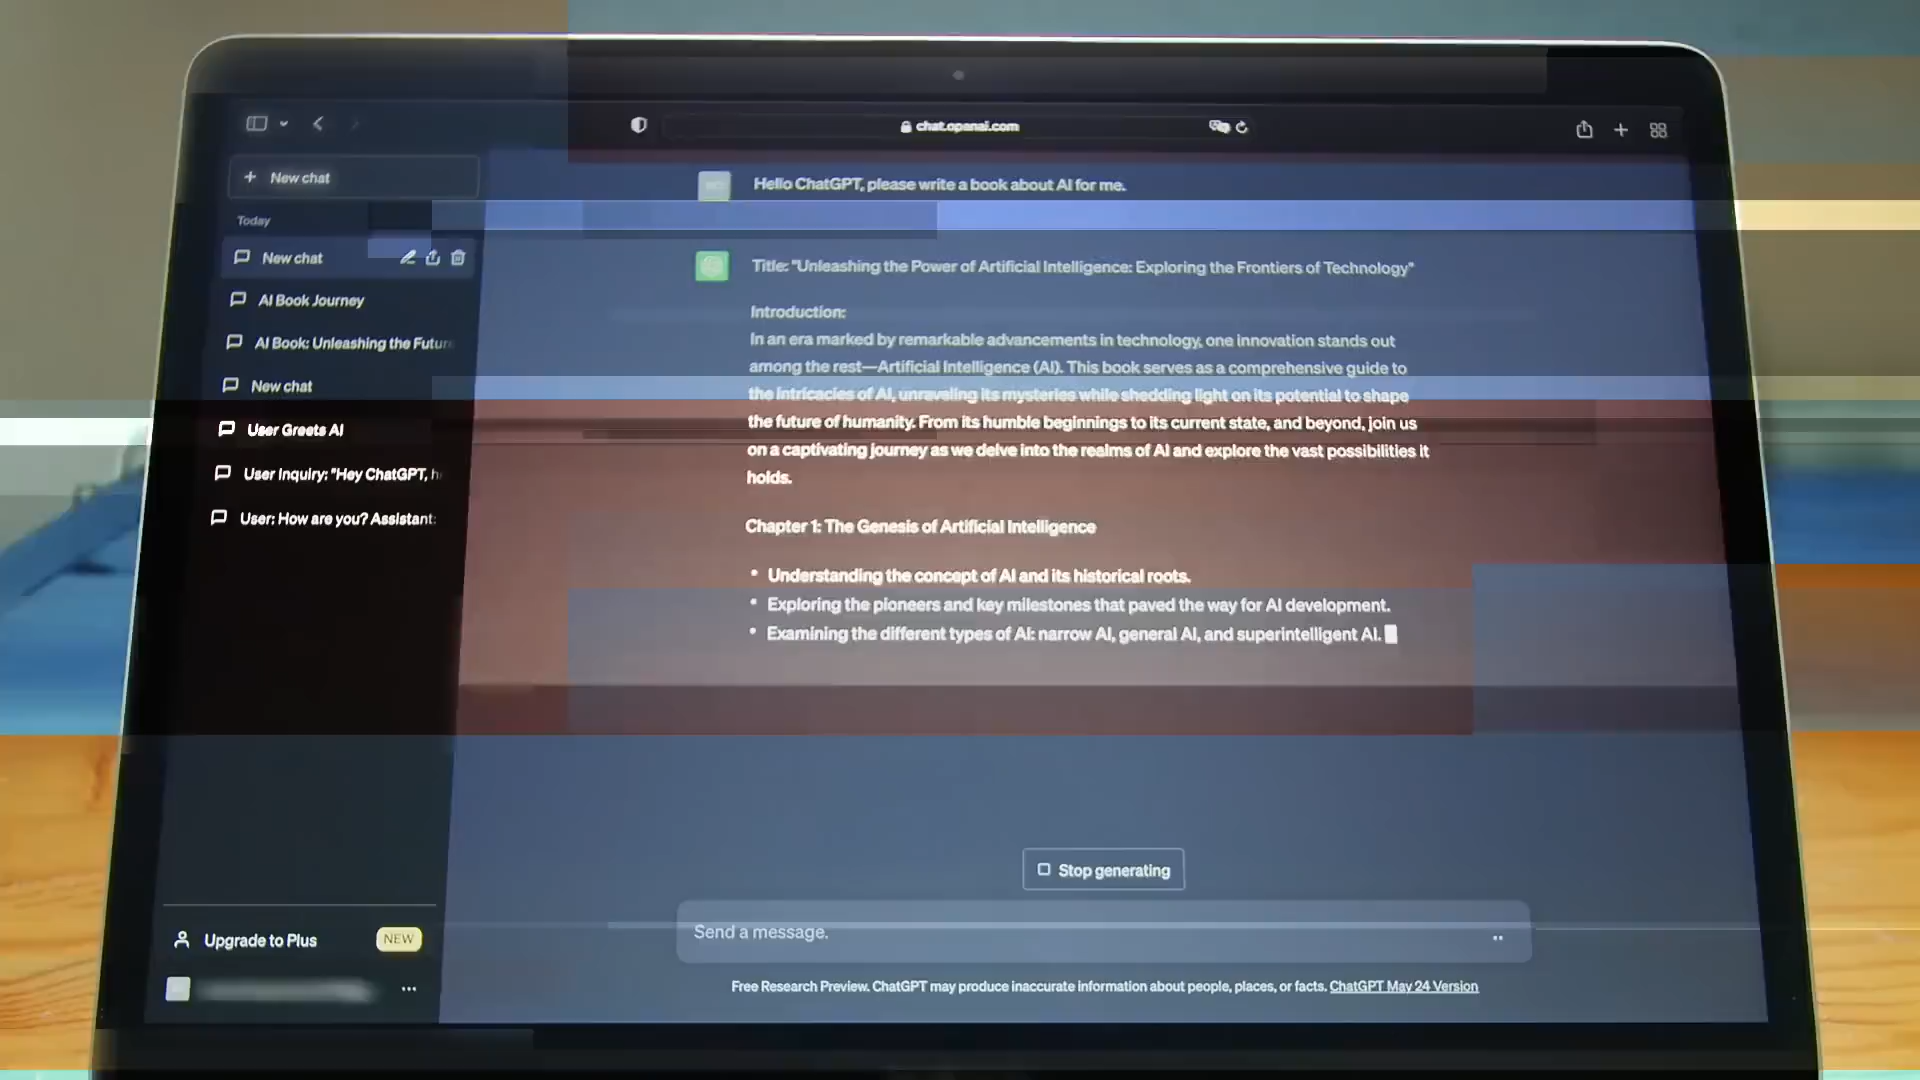 chat.openai.com
New chat
Today
New chat
AI Book Journey
AI Book: Unleashing the Futur
New chat
User Greets AI
User Inquiry: "Hey ChatGPT, h
User: How are you? Assistant:
Upgrade to Plus
NEW
Hello ChatGPT, please write a book about AI for me.
Title: "Unleashing the Power of Artificial Intelligence: Exploring the Frontiers of Technology"
Introduction:
In an era marked by remarkable advancements in technology, one innovation stands out
among the rest—Artificial Intelligence (AI). This book serves as a comprehensive guide to
the intricacies of AI, unraveling its mysteries while shedding light on its potential to shape
the future of humanity. From its humble beginnings to its current state, and beyond, join us
on a captivating journey as we delve into the realms of AI and explore the vast possibilities it
holds.
Chapter 1: The Genesis of Artificial Intelligence
• Understanding the concept of AI and its historical roots.
• Exploring the pioneers and key milestones that paved the way for AI development.
• Examining the different types of AI: narrow AI, general AI, and superintelligent AI.
Stop generating
Send a message.
Free Research Preview. ChatGPT may produce inaccurate information about people, places, or facts. ChatGPT May 24 Version